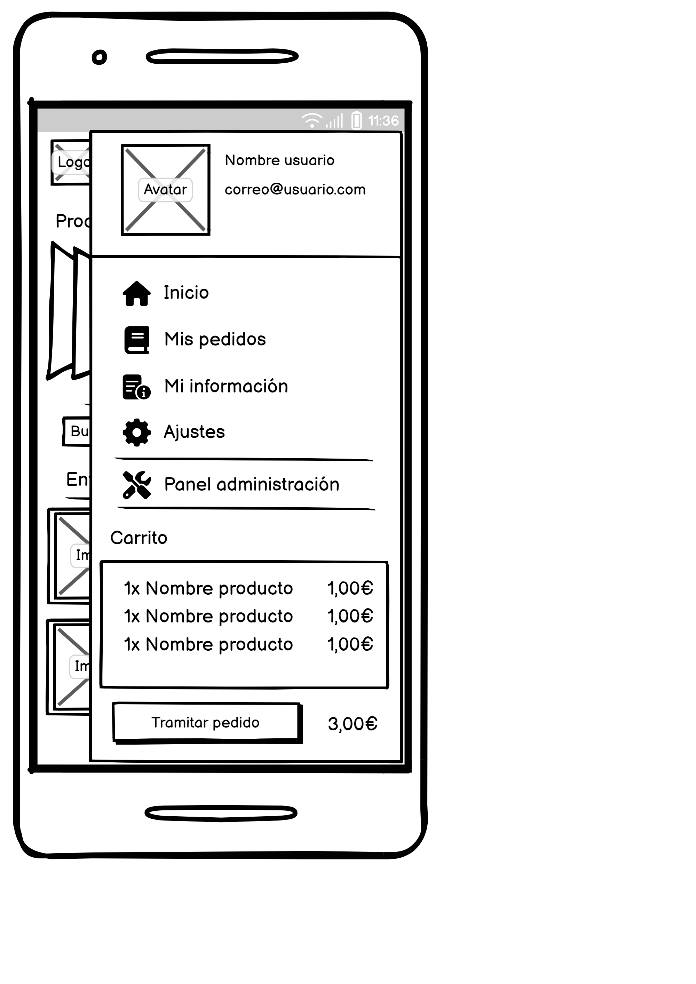 11:36
Logo
Nombre usuario
Avatar
correo@usuario.com
Proc
Inicio
Mis pedidos
Mi información
Bu
Ajustes
En
Panel administración
Carrito
Im
1x Nombre producto 1,00€
1x Nombre producto 1,00€
1x Nombre producto 1,00€
Im
Tramitar pedido 3,00€